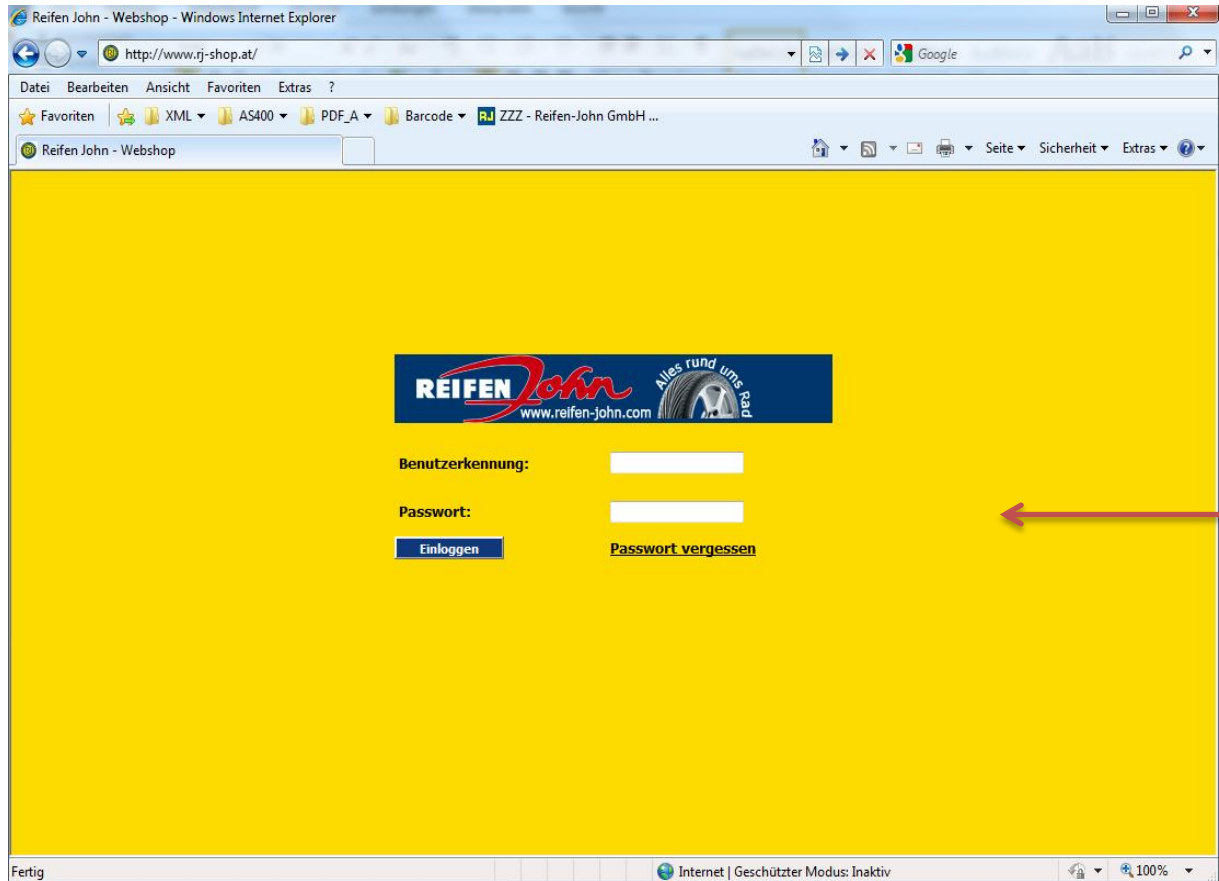 Reifen John - Webshop - Windows Internet Explorer
http://www.rj-shop.at/
Google
Datei Bearbeiten Ansicht Favoriten Extras ?
Favoriten XML AS400 PDF_A Barcode RJ ZZZ - Reifen-John GmbH ...
Reifen John - Webshop
Seite Sicherheit Extras
REIFEN John
www.reifen-john.com
Alles rund ums Rad
Benutzerkennung:
Passwort:
Einloggen Passwort vergessen
Fertig Internet | Geschützter Modus: Inaktiv 100%